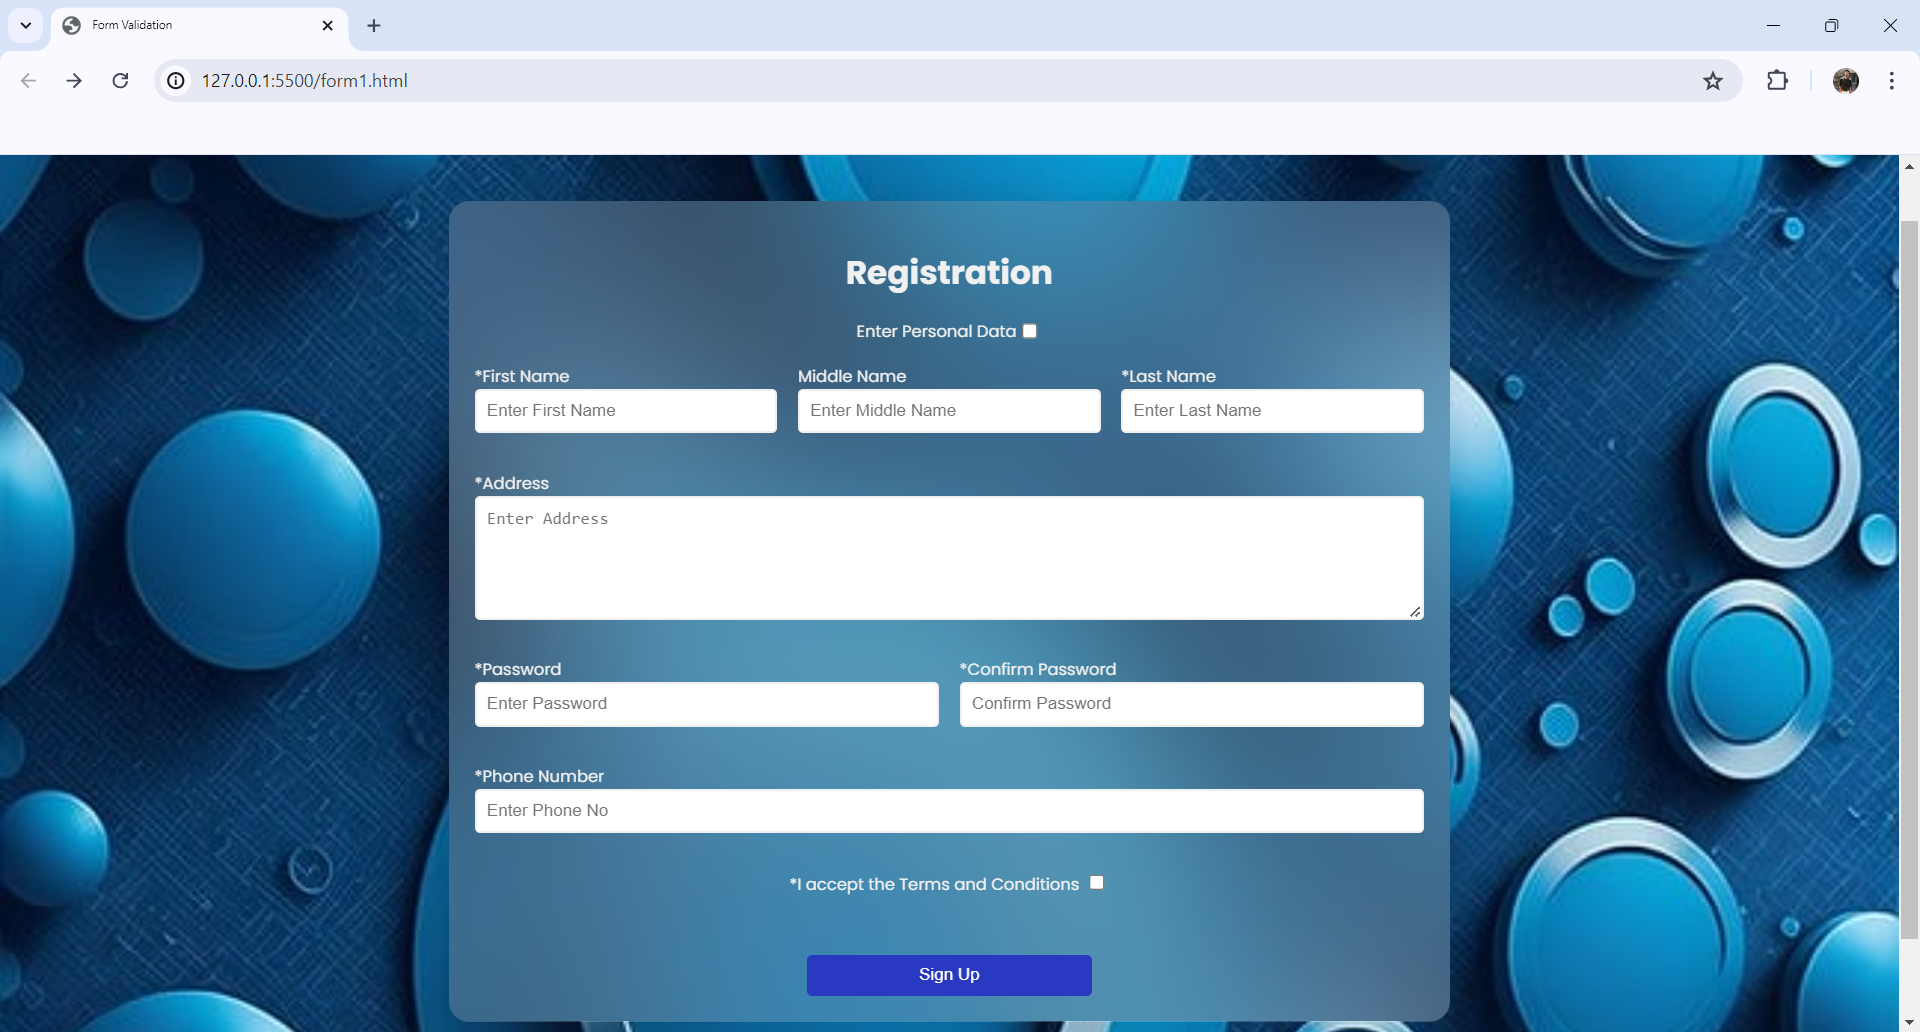 Form Validation
127.0.0.1:5500/form1.html
Registration
Enter Personal Data
*First Name Middle Name *Last Name
Enter First Name Enter Middle Name Enter Last Name
*Address
Enter Address
*Password *Confirm Password
Enter Password Confirm Password
*Phone Number
Enter Phone No
*I accept the Terms and Conditions
Sign Up